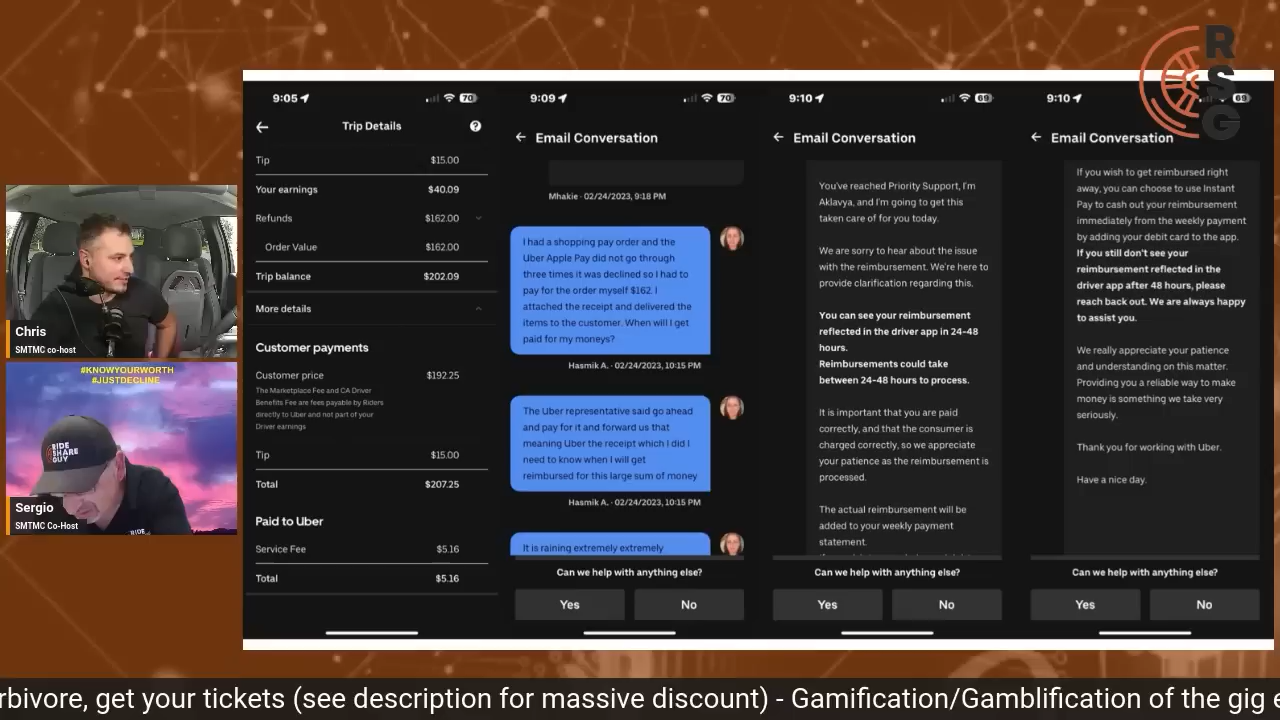 RSG
9:05
70
Trip Details
?
Tip $15.00
Your earnings $40.09
Refunds $162.00
Order Value $162.00
Trip balance $202.09
More details
Customer payments
Customer price $192.25
The Marketplace Fee and CA Driver
Benefits Fee are fees payable by Riders
directly to Uber and not part of your
Driver earnings
Tip $15.00
Total $207.25
Paid to Uber
Service Fee $5.16
Total $5.16
9:09
70
Email Conversation
Mhakie · 02/24/2023, 9:18 PM
I had a shopping pay order and the
Uber Apple Pay did not go through
three times it was declined so I had to
pay for the order myself $162. I
attached the receipt and delivered the
items to the customer. When will I get
paid for my moneys?
Hasmik A. · 02/24/2023, 10:15 PM
The Uber representative said go ahead
and pay for it and forward us that
meaning Uber the receipt which I did I
need to know when I will get
reimbursed for this large sum of money
Hasmik A. · 02/24/2023, 10:15 PM
It is raining extremely extremely
Can we help with anything else?
Yes No
9:10
69
Email Conversation
You've reached Priority Support, I'm
Aklavya, and I'm going to get this
taken care of for you today.
We are sorry to hear about the issue
with the reimbursement. We're here to
provide clarification regarding this.
You can see your reimbursement
reflected in the driver app in 24-48
hours.
Reimbursements could take
between 24-48 hours to process.
It is important that you are paid
correctly, and that the consumer is
charged correctly, so we appreciate
your patience as the reimbursement is
processed.
The actual reimbursement will be
added to your weekly payment
statement.
Can we help with anything else?
Yes No
9:10
69
Email Conversation
If you wish to get reimbursed right
away, you can choose to use Instant
Pay to cash out your reimbursement
immediately from the weekly payment
by adding your debit card to the app.
If you still don't see your
reimbursement reflected in the
driver app after 48 hours, please
reach back out. We are always happy
to assist you.
We really appreciate your patience
and understanding on this matter.
Providing you a reliable way to make
money is something we take very
seriously.
Thank you for working with Uber.
Have a nice day.
Can we help with anything else?
Yes No
Chris
SMTMC co-host
#KNOWYOURWORTH
#JUSTDECLINE
RIDE
SHARE
GUY
RIDE
Sergio
SMTMC Co-Host
rbivore, get your tickets (see description for massive discount) - Gamification/Gamblification of the gig e